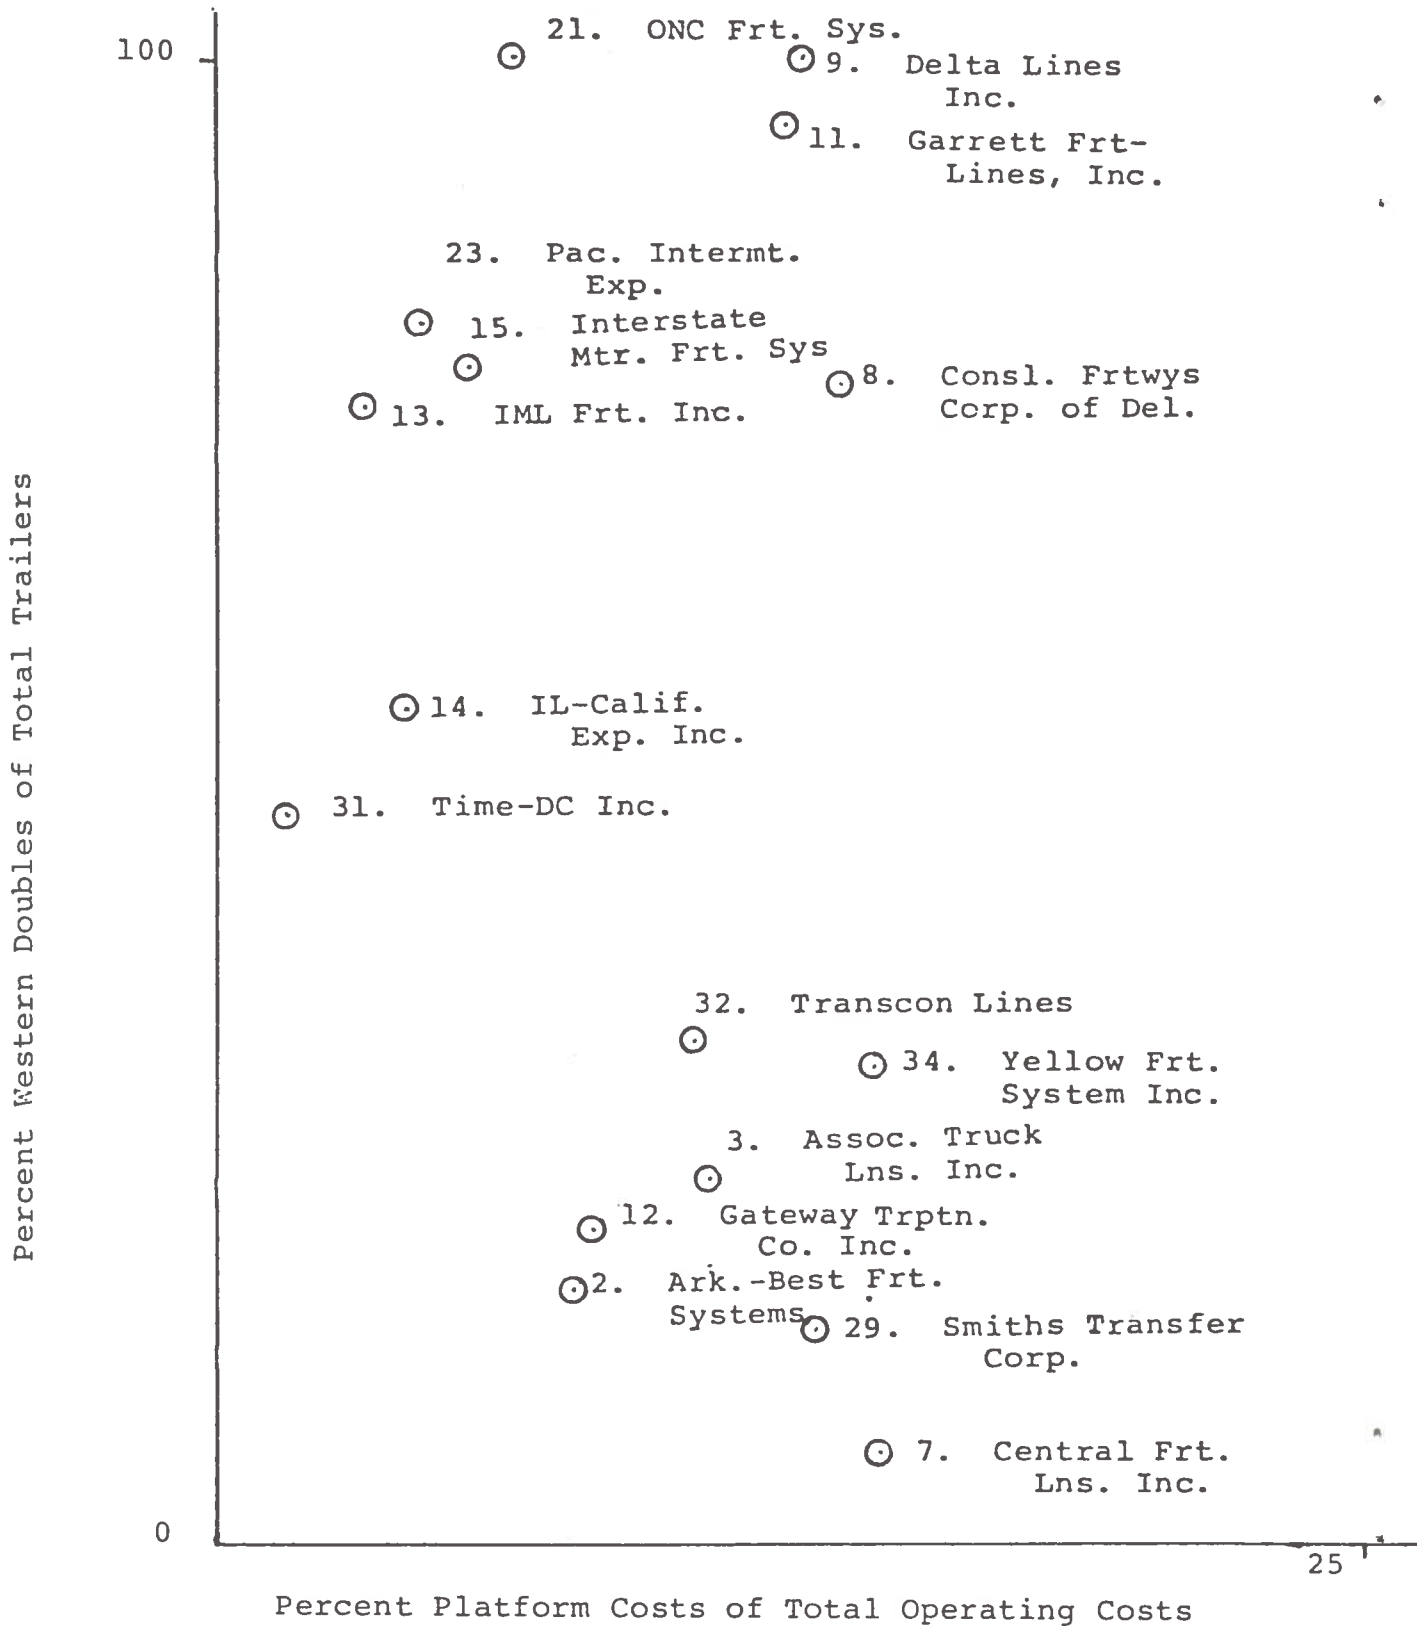 100
21. ONC Frt. Sys.
9. Delta Lines
Inc.
11. Garrett Frt-
Lines, Inc.
23. Pac. Intermt.
Exp.
15. Interstate
Mtr. Frt. Sys
8. Consl. Frtwys
Corp. of Del.
13. IML Frt. Inc.
Percent Western Doubles of Total Trailers
14. IL-Calif.
Exp. Inc.
31. Time-DC Inc.
32. Transcon Lines
34. Yellow Frt.
System Inc.
3. Assoc. Truck
Lns. Inc.
12. Gateway Trptn.
Co. Inc.
2. Ark.-Best Frt.
Systems
29. Smiths Transfer
Corp.
7. Central Frt.
Lns. Inc.
0
25
Percent Platform Costs of Total Operating Costs